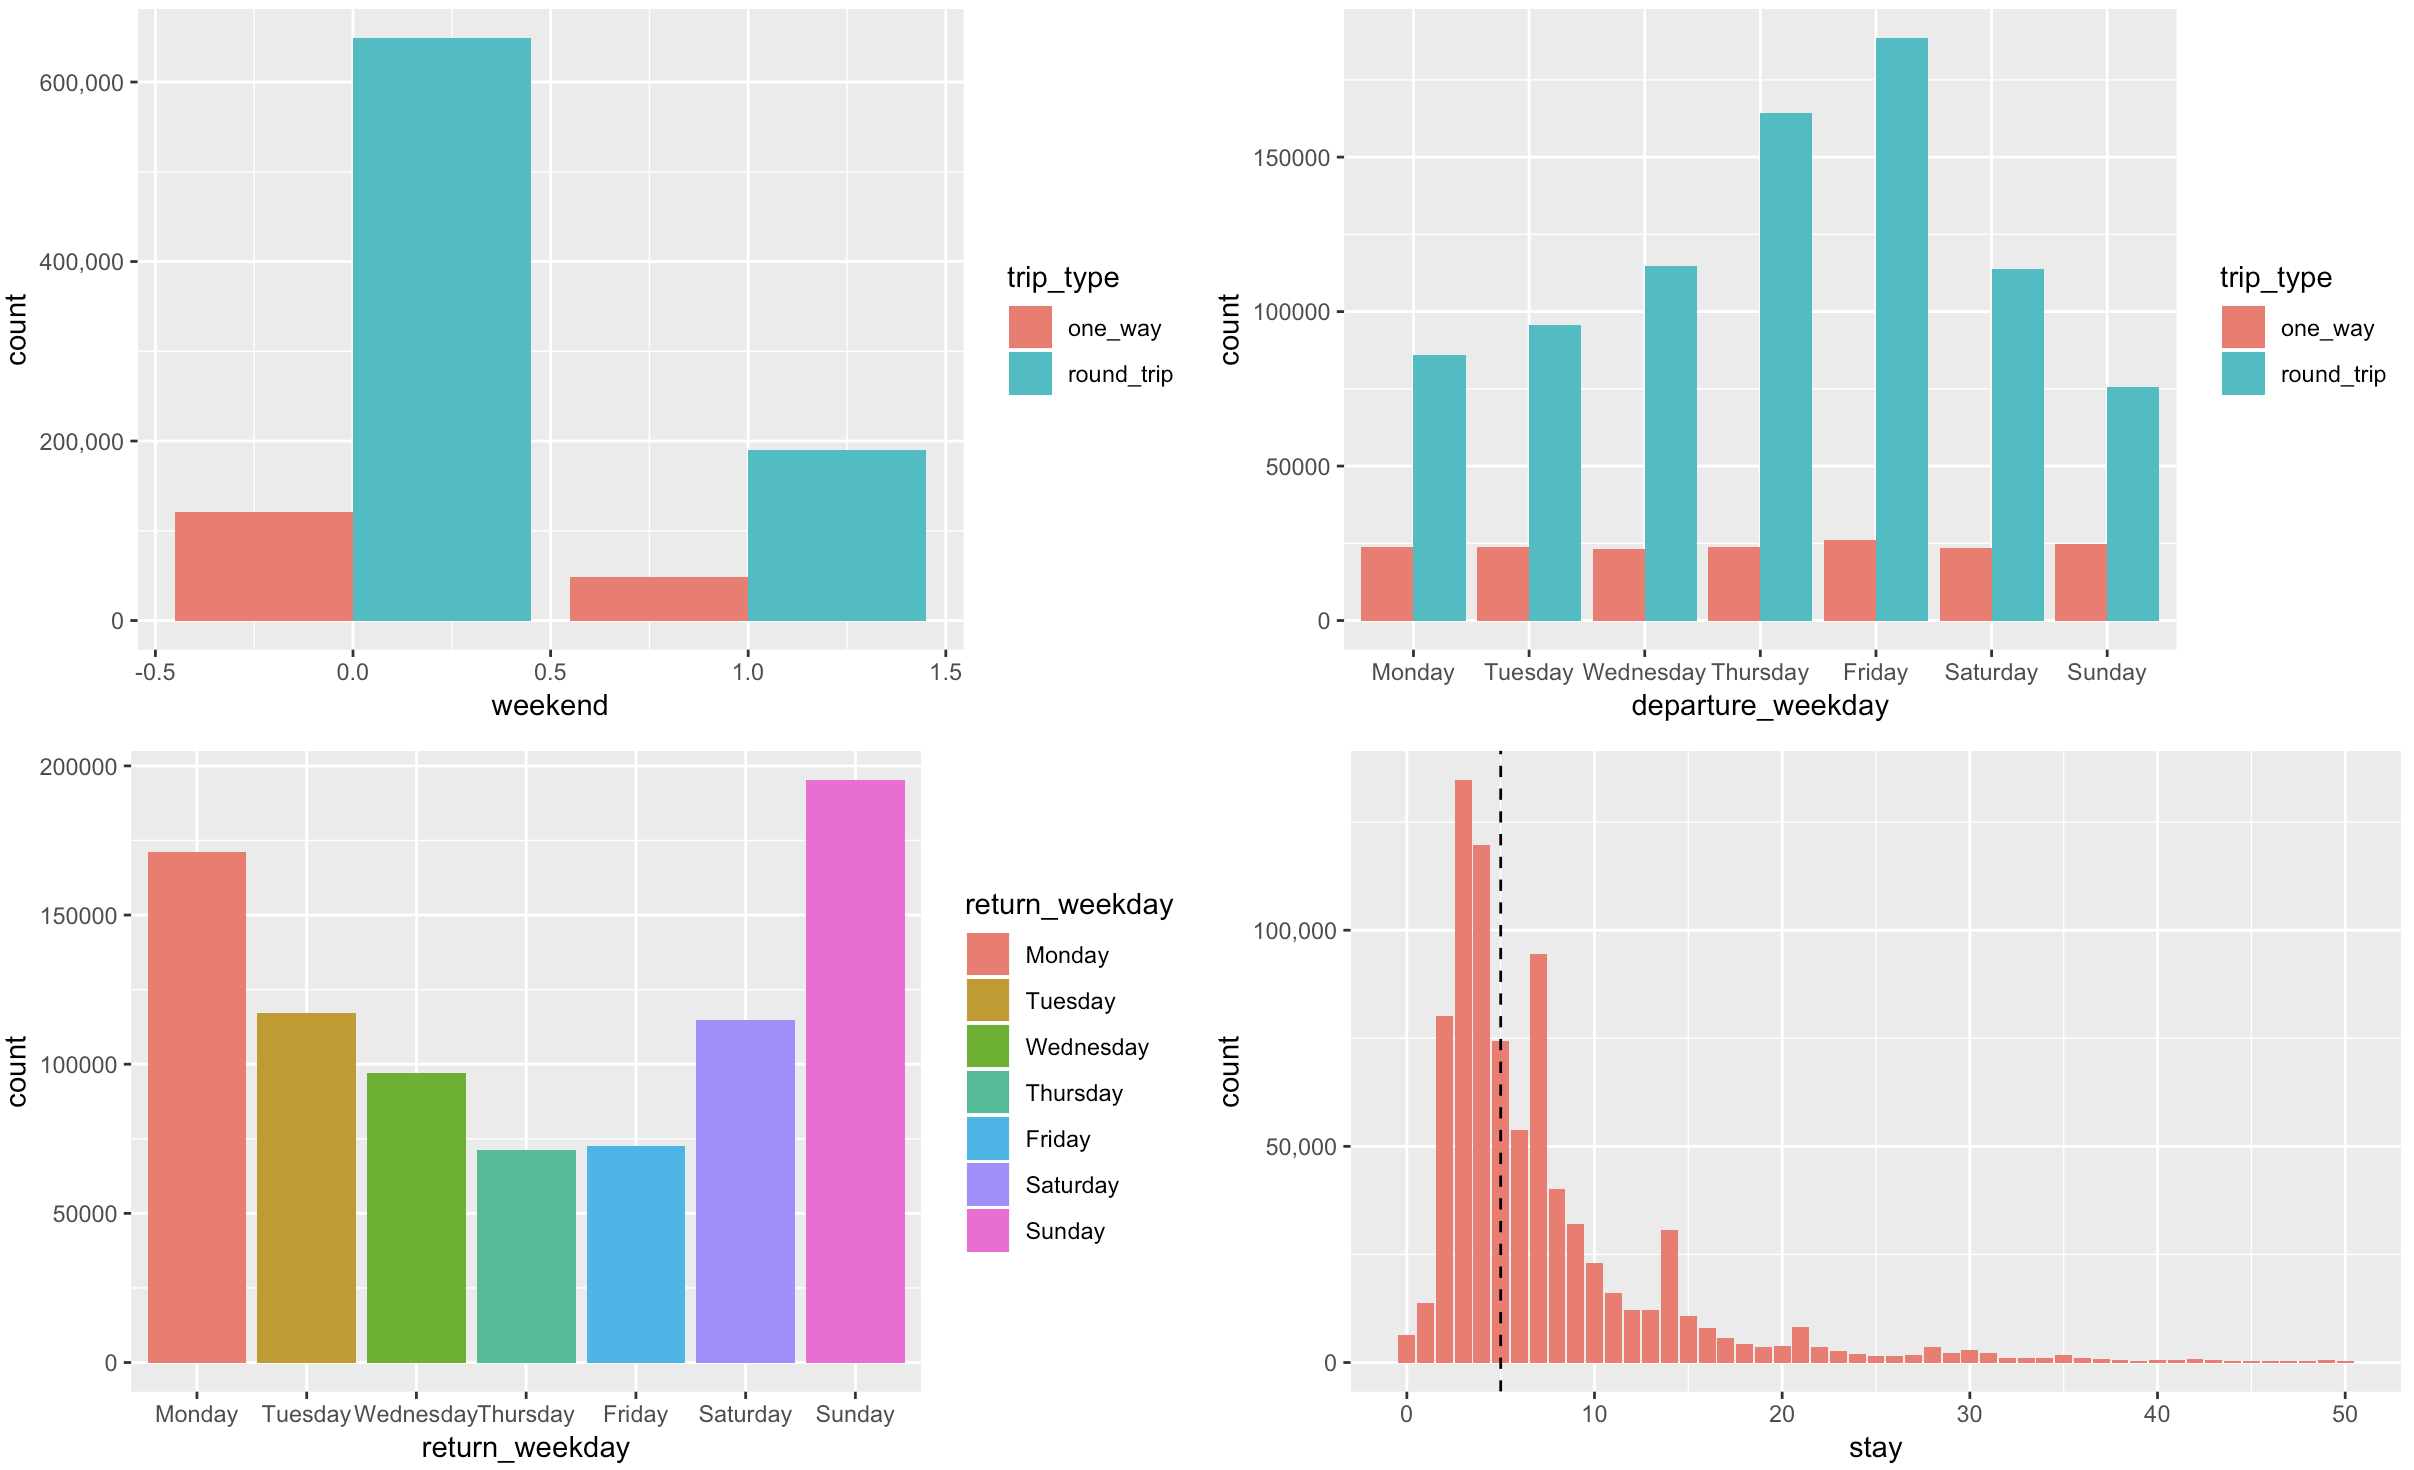 count
600,000
400,000
200,000
0
-0.5 0.0 0.5 1.0 1.5
weekend
trip_type
one_way
round_trip
count
150000
100000
50000
0
Monday Tuesday Wednesday Thursday Friday Saturday Sunday
departure_weekday
trip_type
one_way
round_trip
count
200000
150000
100000
50000
0
Monday Tuesday Wednesday Thursday Friday Saturday Sunday
return_weekday
return_weekday
Monday
Tuesday
Wednesday
Thursday
Friday
Saturday
Sunday
count
100,000
50,000
0
0 10 20 30 40 50
stay